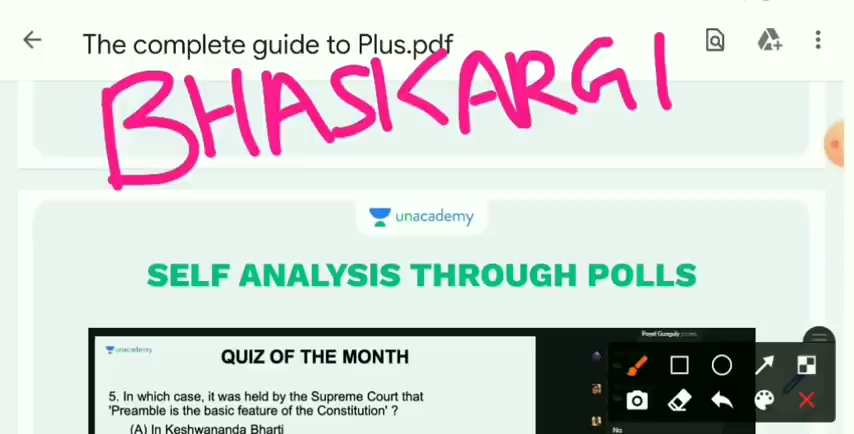 The complete guide to Plus.pdf
BHASKARG1
unacademy
SELF ANALYSIS THROUGH POLLS
unacademy
QUIZ OF THE MONTH
5. In which case, it was held by the Supreme Court that
'Preamble is the basic feature of the Constitution' ?
(A) In Keshwananda Bharti
Payel Ganguly
No